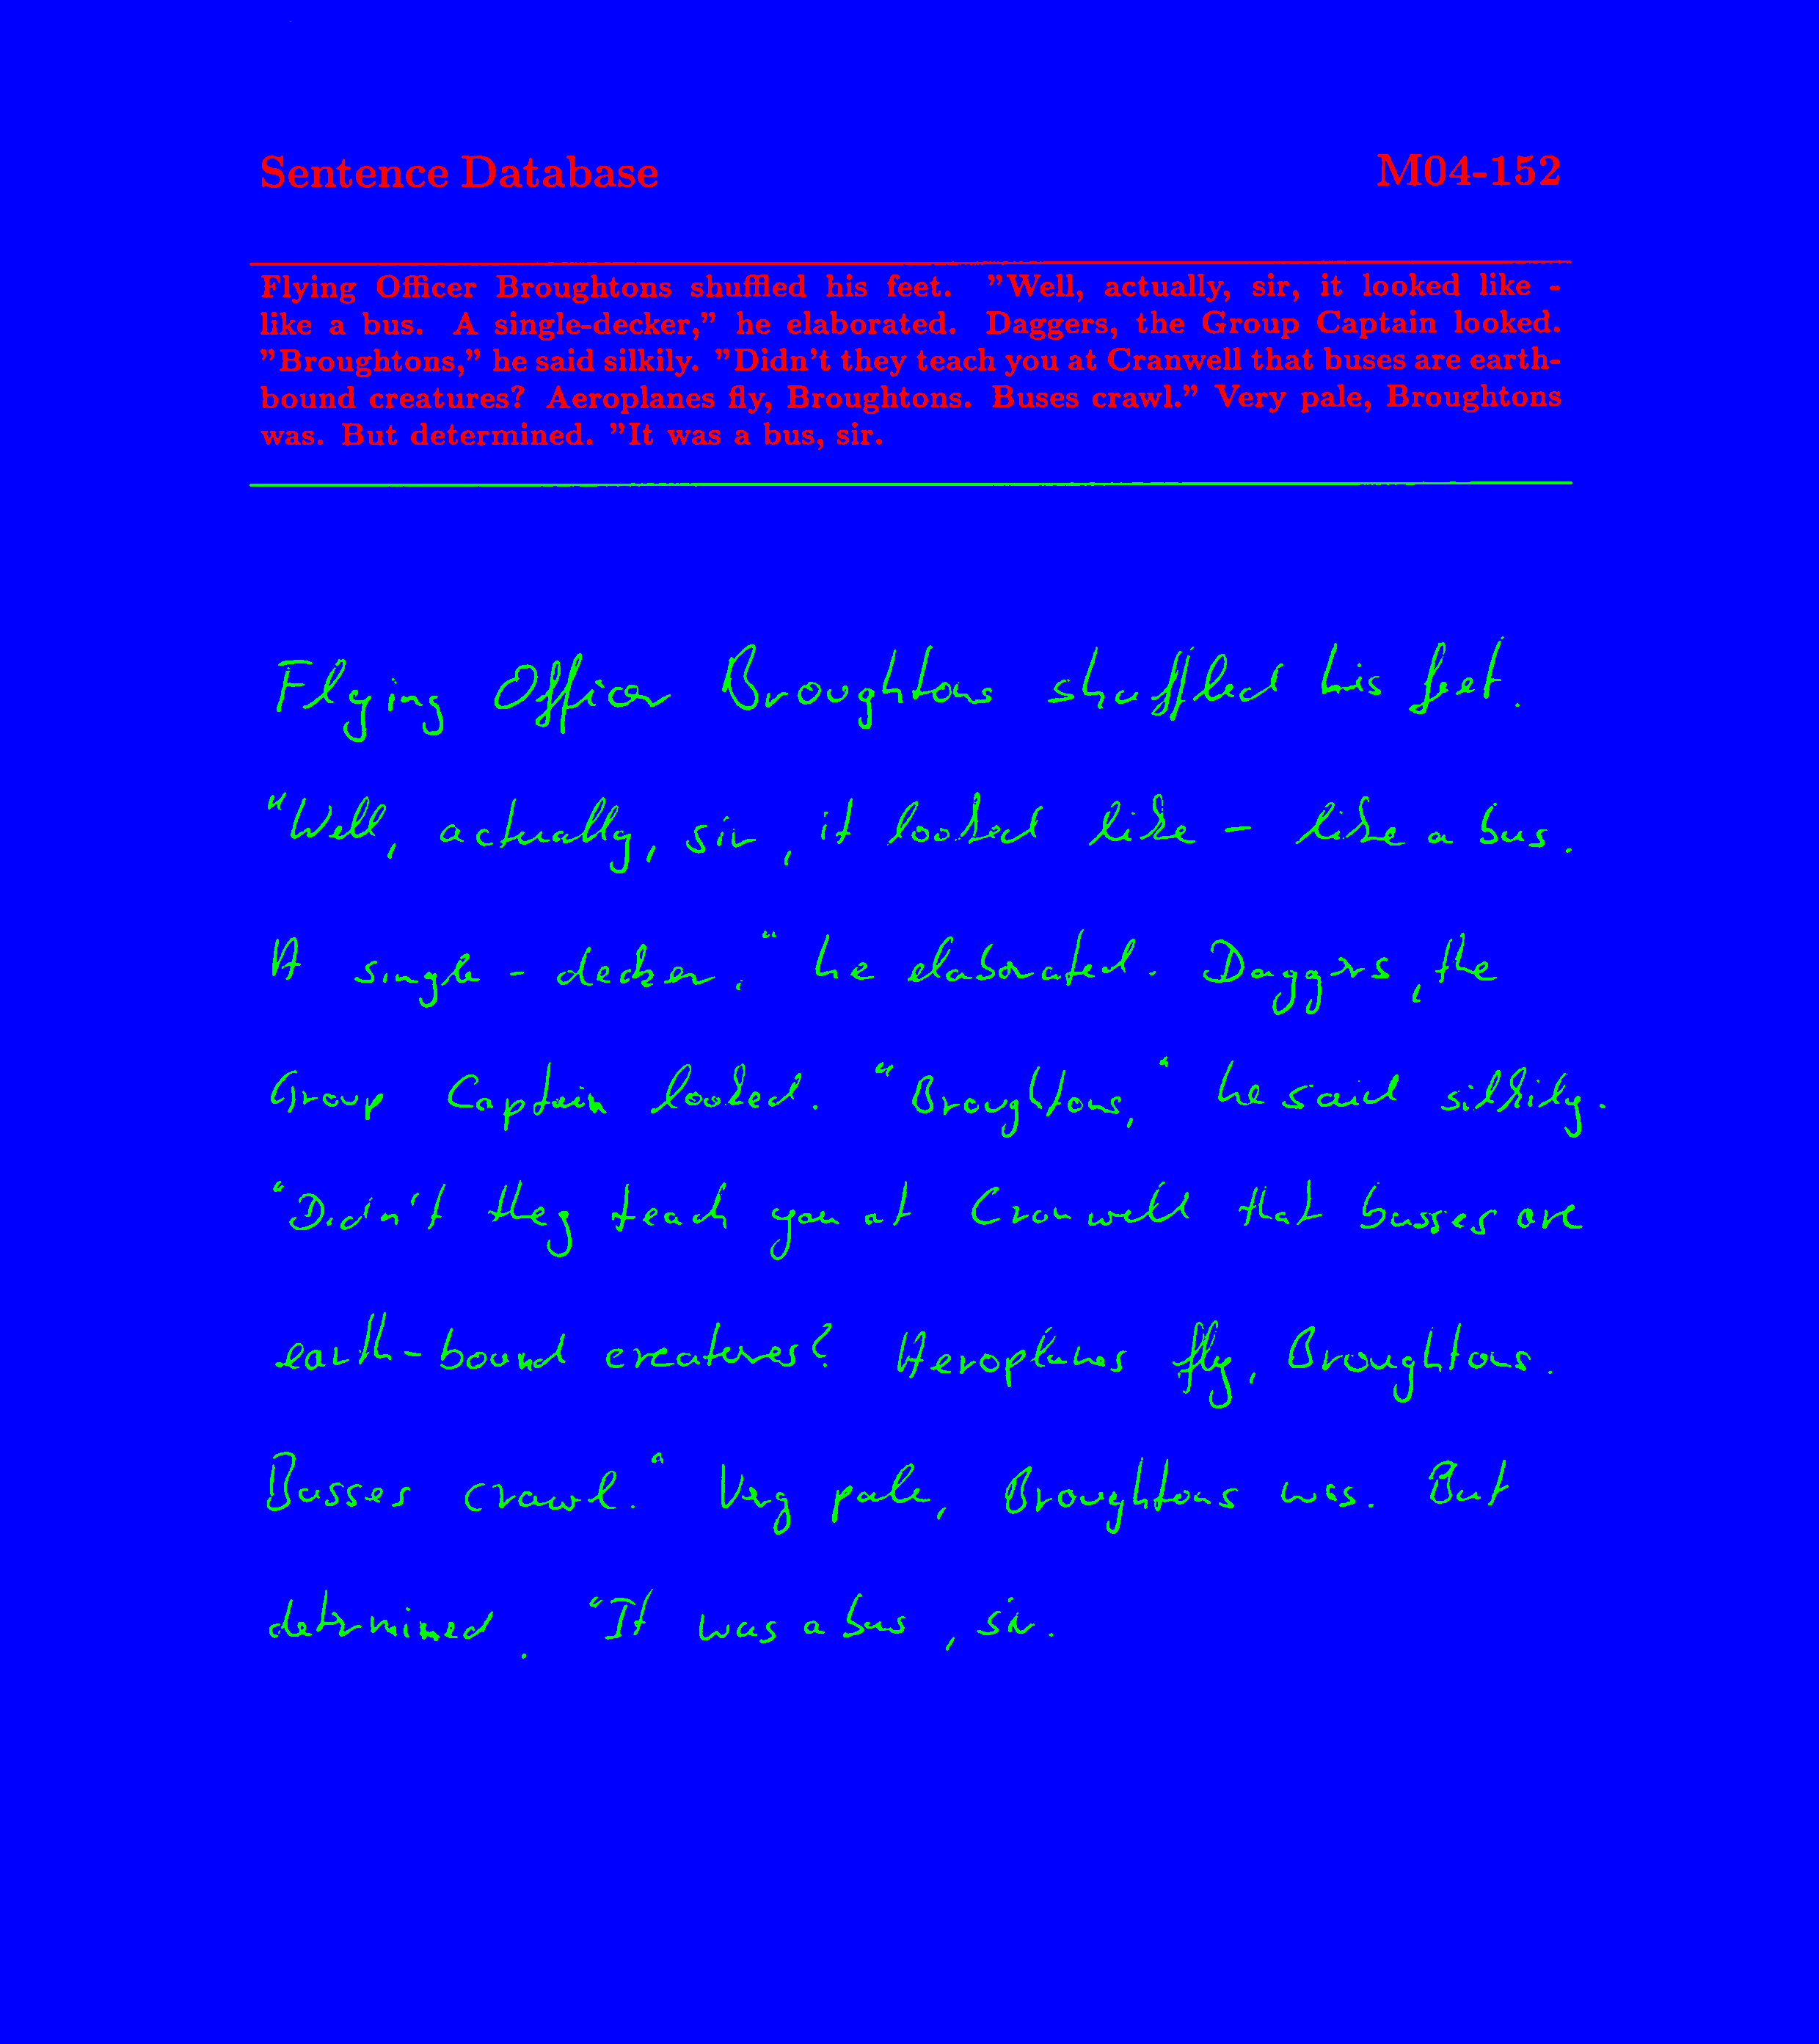 Sentence Database M04-152
Flying Officer Broughtons shuffled his feet. "Well, actually, sir, it looked like -
like a bus. A single-decker," he elaborated. Daggers, the Group Captain looked.
"Broughtons," he said silkily. "Didn't they teach you at Cranwell that buses are earth-
bound creatures? Aeroplanes fly, Broughtons. Buses crawl." Very pale, Broughtons
was. But determined. "It was a bus, sir.
Flying Officer Broughtons shuffled his feet.
"Well, actually, sir, it looked like - like a bus.
A single-decker," he elaborated. Daggers, the
Group Captain looked. "Broughtons," he said silkily.
"Didn't they teach you at Cranwell that busses are
earth-bound creatures? Aeroplanes fly, Broughtons.
Busses crawl." Very pale, Broughtons was. But
determined. "It was a bus, sir.